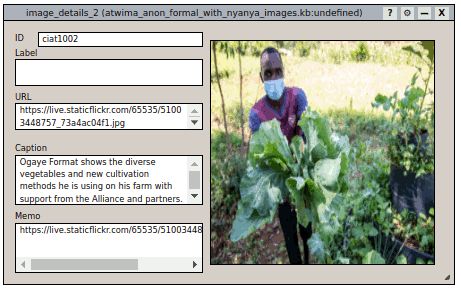 image_details_2 (atwima_anon_formal_with_nyanya_images.kb:undefined)
? ⚙ — X
ID
ciat1002
Label
URL
https://live.staticflickr.com/65535/5100
3448757_73a4ac04f1.jpg
Caption
Ogaye Format shows the diverse
vegetables and new cultivation
methods he is using on his farm with
support from the Alliance and partners.
Memo
https://live.staticflickr.com/65535/51003448